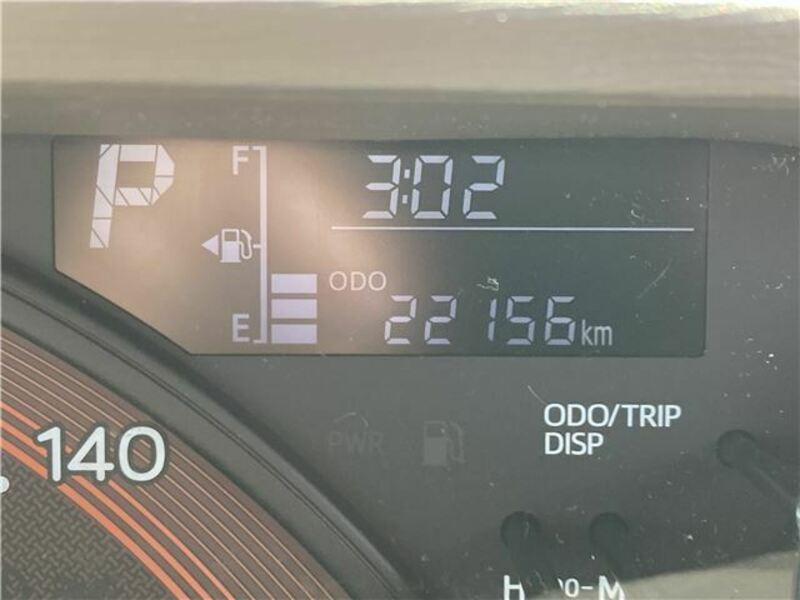 P
F
3:02
ODO
22156km
E
140
PWR
ODO/TRIP
DISP